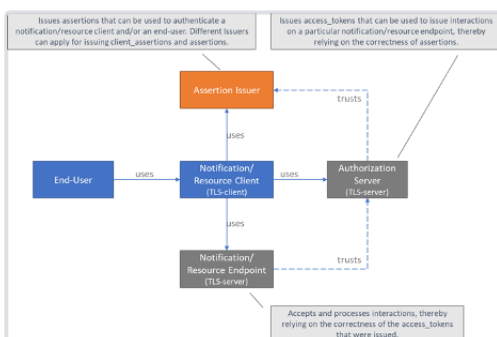 Issues assertions that can be used to authenticate a
notification/resource client and/or an end-user. Different Issuers
can apply for issuing client_assertions and assertions.
Issues access_tokens that can be used to issue interactions
on a particular notification/resource endpoint, thereby
relying on the correctness of assertions.
Assertion Issuer
trusts
uses
End-User
uses
Notification/
Resource Client
(TLS-client)
uses
Authorization
Server
(TLS-server)
uses
Notification/
Resource Endpoint
(TLS-server)
trusts
Accepts and processes interactions, thereby
relying on the correctness of the access_tokens
that were issued.